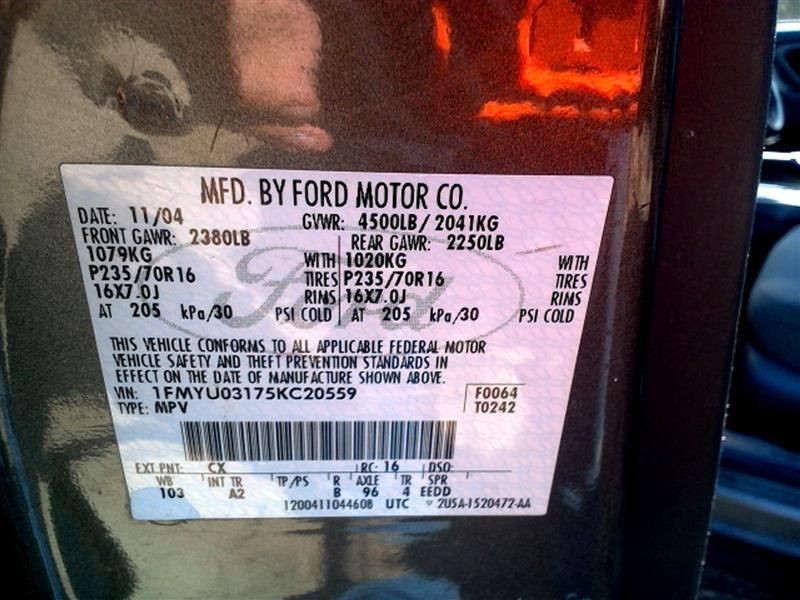 MFD. BY FORD MOTOR CO.
DATE: 11/04 GVWR: 4500LB/ 2041KG
FRONT GAWR: 2380LB REAR GAWR: 2250LB
1079KG WITH 1020KG WITH
P235/70R16 TIRES P235/70R16 TIRES
16X7.0J RIMS 16X7.0J RIMS
AT 205 kPa/30 PSI COLD AT 205 kPa/30 PSI COLD
Ford
THIS VEHICLE CONFORMS TO ALL APPLICABLE FEDERAL MOTOR
VEHICLE SAFETY AND THEFT PREVENTION STANDARDS IN
EFFECT ON THE DATE OF MANUFACTURE SHOWN ABOVE.
VIN: 1FMYU03175KC20559 F0064
TYPE: MPV T0242
EXT PNT: CX RC: 16 DSO:
WB INT TR TP/PS R AXLE TR SPR
103 A2 B 96 4 EEDD
1200411044608 UTC 2U5A-1520472-AA